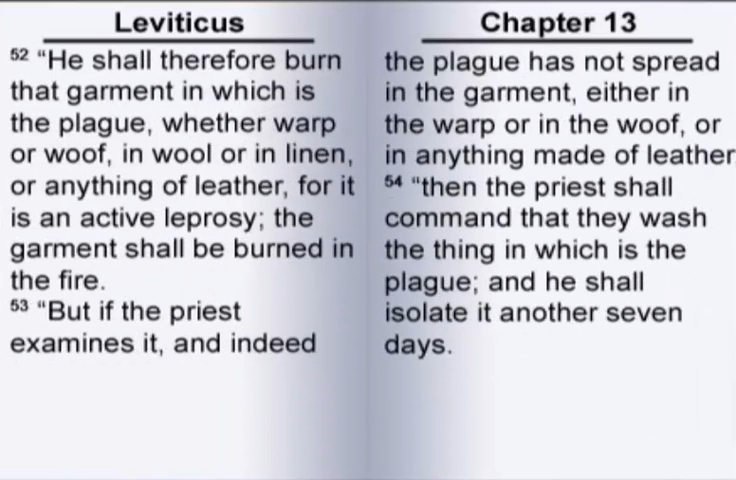 Leviticus
52 “He shall therefore burn
that garment in which is
the plague, whether warp
or woof, in wool or in linen,
or anything of leather, for it
is an active leprosy; the
garment shall be burned in
the fire.
53 “But if the priest
examines it, and indeed
Chapter 13
the plague has not spread
in the garment, either in
the warp or in the woof, or
in anything made of leather
54 “then the priest shall
command that they wash
the thing in which is the
plague; and he shall
isolate it another seven
days.